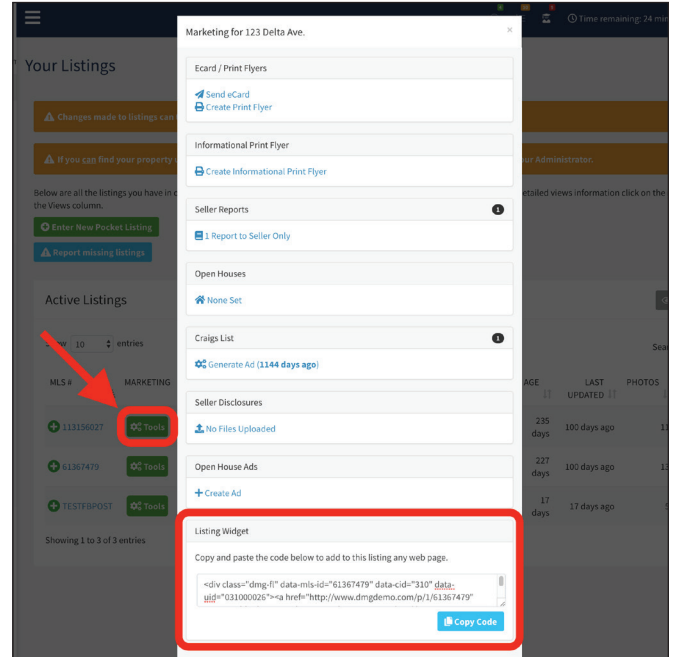 Time remaining: 24 min
Marketing for 123 Delta Ave.
×
Your Listings
Ecard / Print Flyers
Send eCard
Create Print Flyer
Changes made to listings can
Informational Print Flyer
If you can find your property
ur Administrator.
Create Informational Print Flyer
Below are all the listings you have in
etailed views information click on the
the Views column.
Seller Reports
1
Enter New Pocket Listing
1 Report to Seller Only
Report missing listings
Open Houses
None Set
Active Listings
Craigs List
1
Show 10 entries
Sea
Generate Ad (1144 days ago)
MLS #
MARKETING
AGE
LAST UPDATED
PHOTOS
Seller Disclosures
113156027
Tools
No Files Uploaded
235 days
100 days ago
11
61367479
Tools
Open House Ads
227 days
100 days ago
13
Create Ad
TESTFBPOST
Tools
17 days
17 days ago
5
Listing Widget
Showing 1 to 3 of 3 entries
Copy and paste the code below to add to this listing any web page.
<div class="dmg-fl" data-mls-id="61367479" data-cid="310" data-
uid="031000026"><a href="http://www.dmgdemo.com/p/1/61367479"
Copy Code